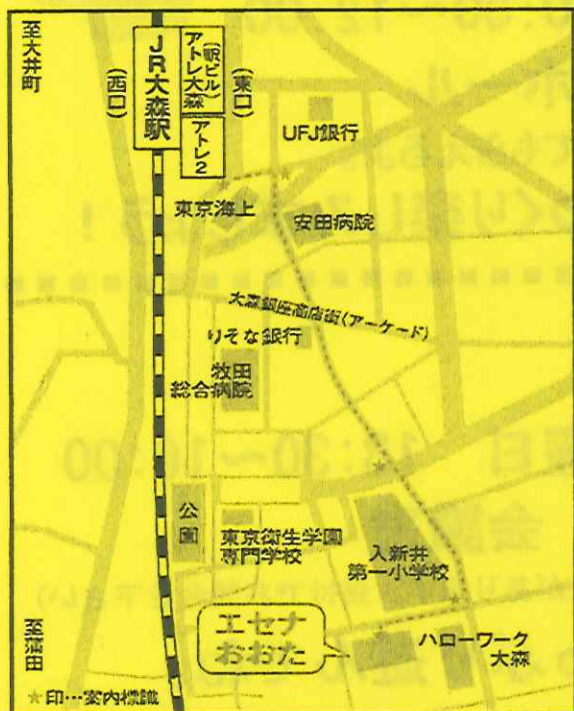 至大井町
JR大森駅
(西口)
アトレ大森
(駅ビル)
アトレ2
(東口)
UFJ銀行
東京海上
安田病院
大森銀座商店街(アーケード)
りそな銀行
牧田
総合病院
公園
東京衛生学園
専門学校
入新井
第一小学校
エセナ
おおた
ハローワーク
大森
至蒲田
★印…案内標識